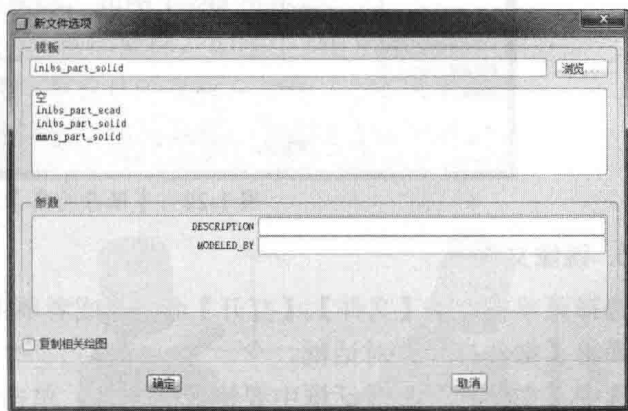 新文件选项
模板
inlbs_part_solid
浏览...
空
inlbs_part_ecad
inlbs_part_solid
mmns_part_solid
参数
DESCRIPTION
MODELED_BY
复制相关绘图
确定
取消